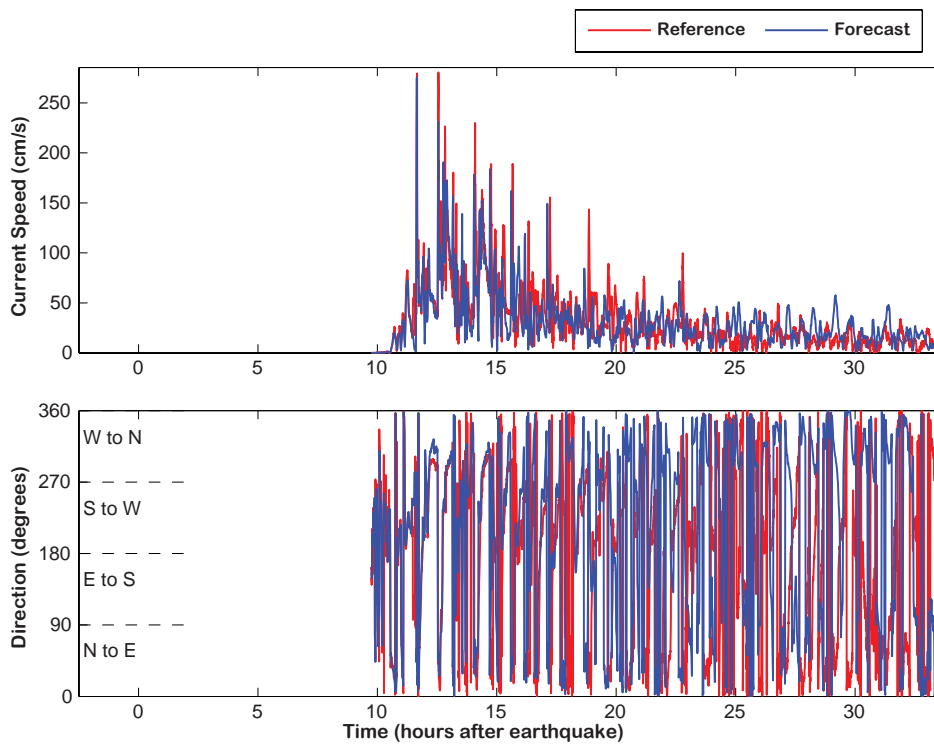 Reference Forecast
Current Speed (cm/s)
250
200
150
100
50
0
0 5 10 15 20 25 30
Direction (degrees)
360
W to N
270
S to W
180
E to S
90
N to E
0
0 5 10 15 20 25 30
Time (hours after earthquake)